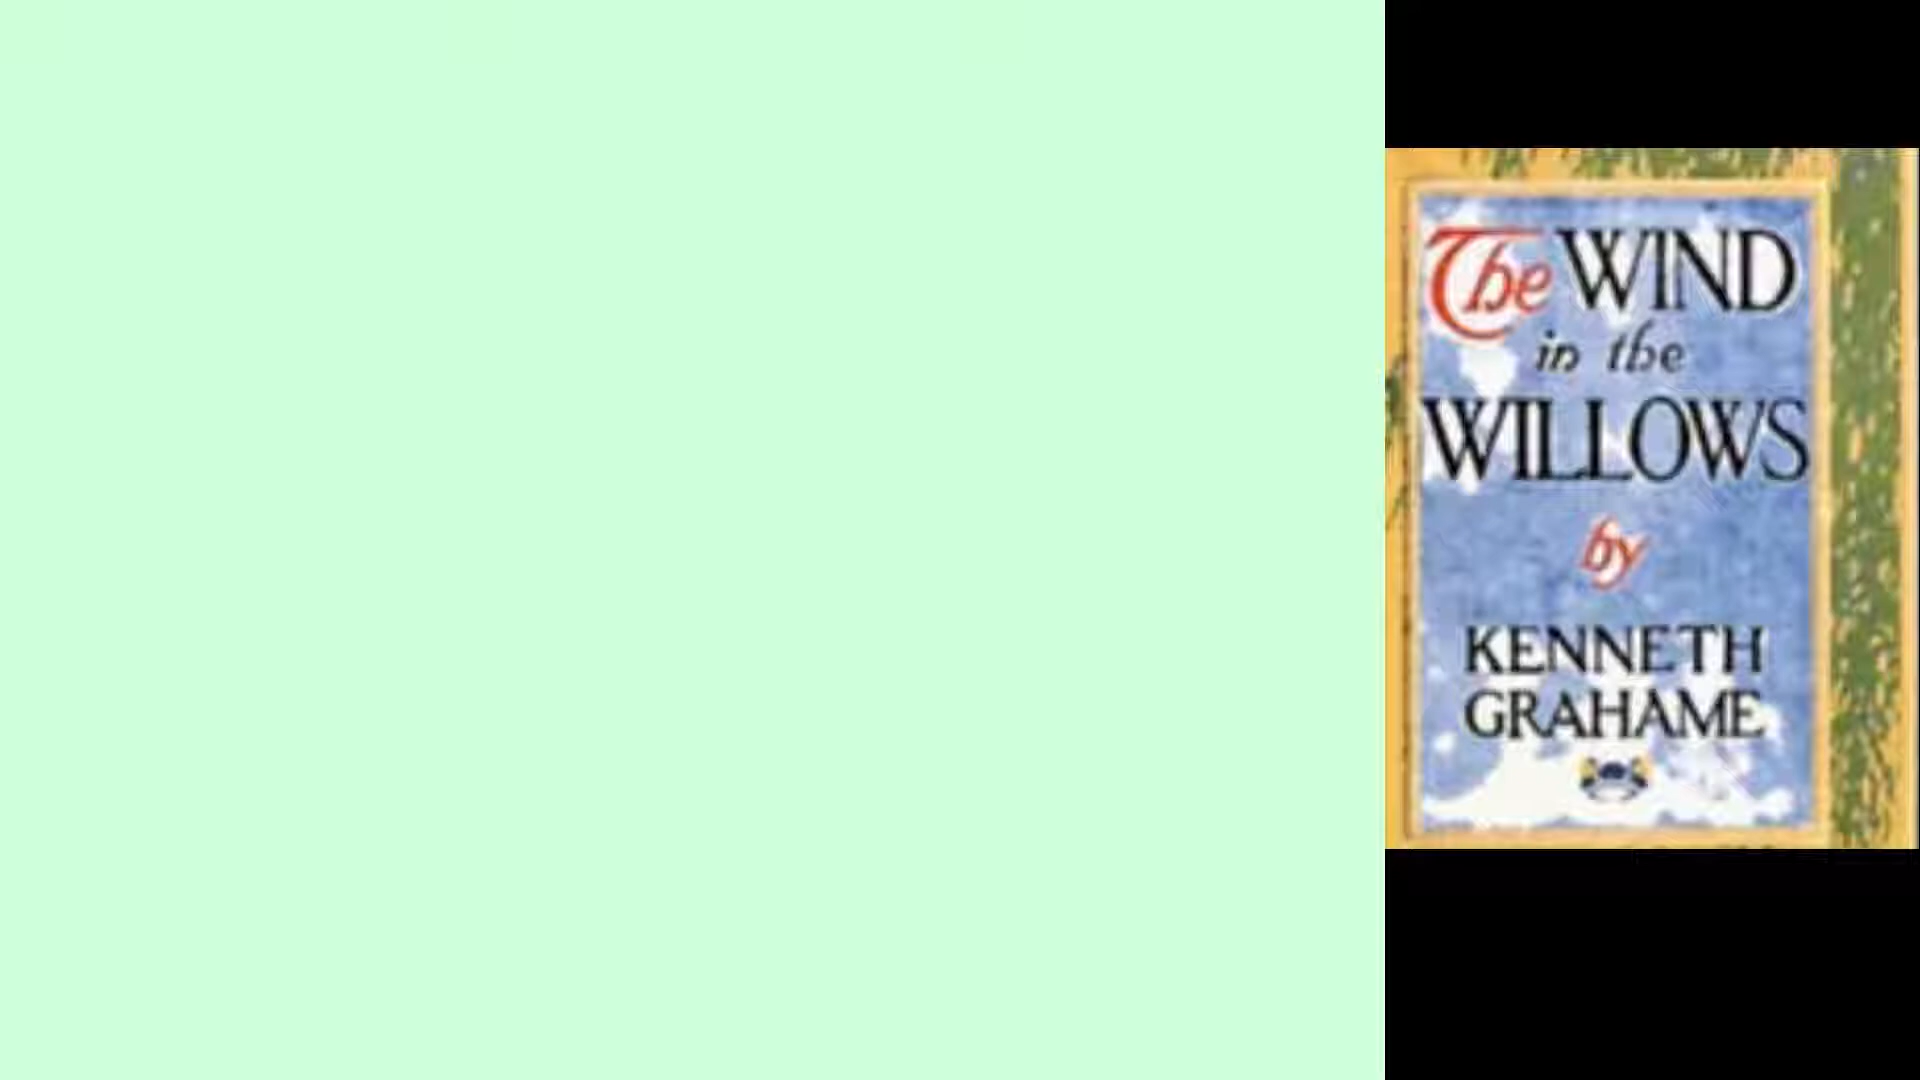 The WIND
in the
WILLOWS
by
KENNETH
GRAHAME